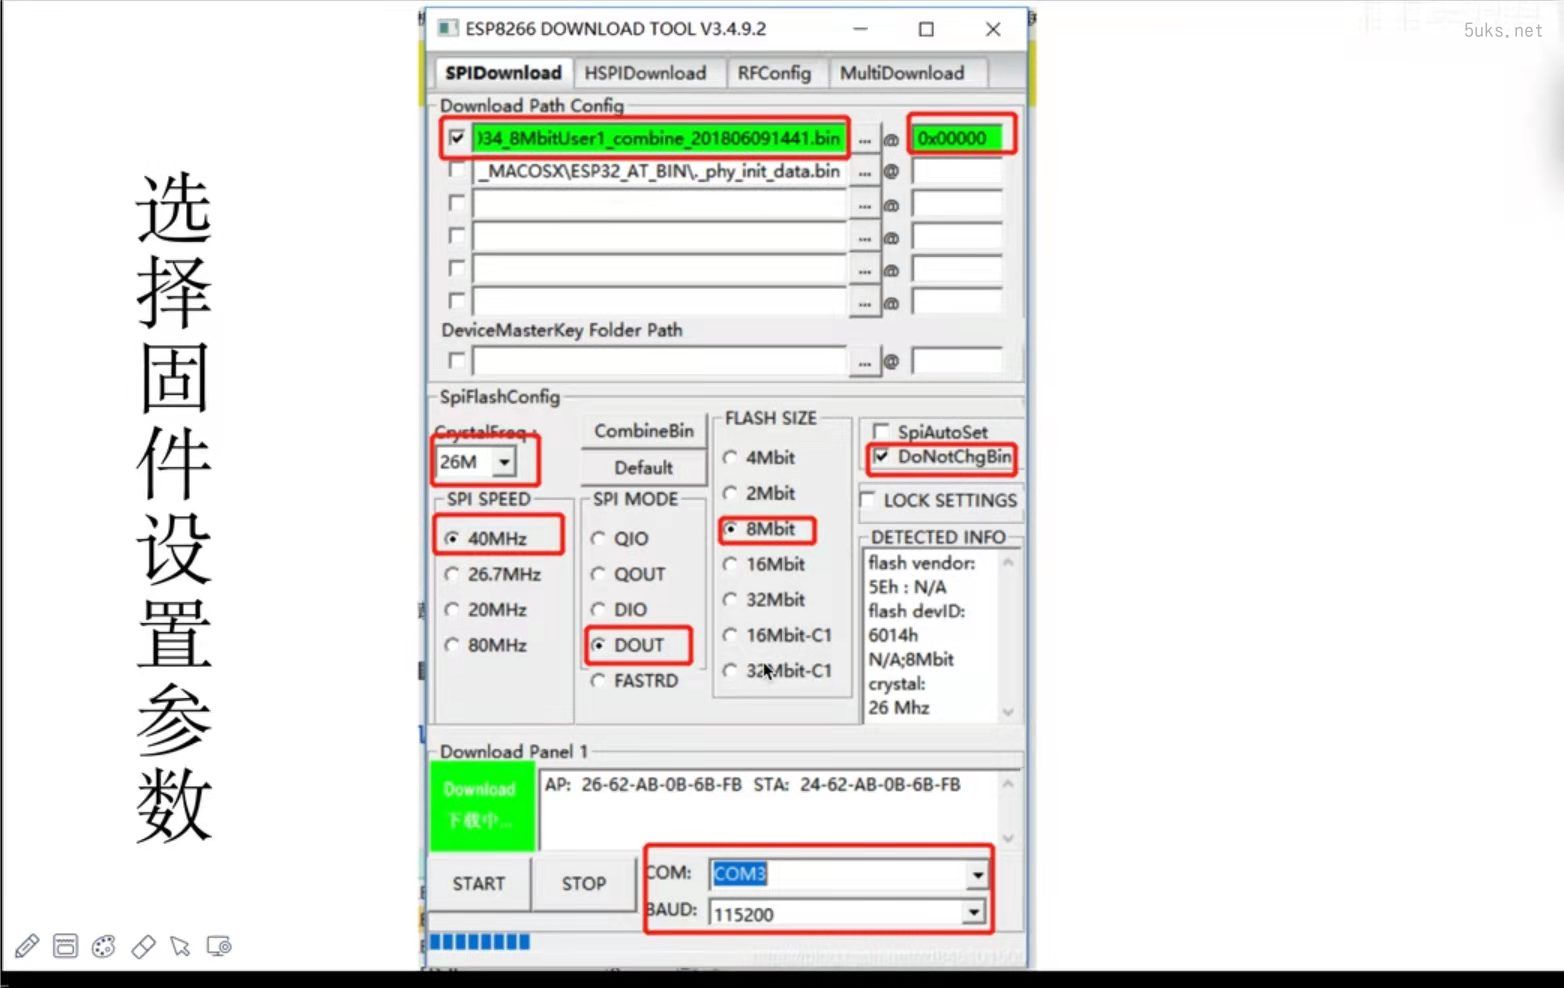 5uks.net
ESP8266 DOWNLOAD TOOL V3.4.9.2
SPIDownload
HSPIDownload
RFConfig
MultiDownload
Download Path Config
34_8MbitUser1_combine_201806091441.bin ... @ 0x00000
_MACOSX\ESP32_AT_BIN\._phy_init_data.bin ... @
... @
... @
... @
... @
DeviceMasterKey Folder Path
... @
SpiFlashConfig
CrystalFreq :
26M
CombineBin
Default
SPI SPEED
40MHz
26.7MHz
20MHz
80MHz
SPI MODE
QIO
QOUT
DIO
DOUT
FASTRD
FLASH SIZE
4Mbit
2Mbit
8Mbit
16Mbit
32Mbit
16Mbit-C1
32Mbit-C1
SpiAutoSet
DoNotChgBin
LOCK SETTINGS
DETECTED INFO
flash vendor:
5Eh : N/A
flash devID:
6014h
N/A;8Mbit
crystal:
26 Mhz
Download Panel 1
Download
下载中...
AP: 26-62-AB-0B-6B-FB STA: 24-62-AB-0B-6B-FB
START
STOP
COM: COM3
BAUD: 115200
选择固件设置参数